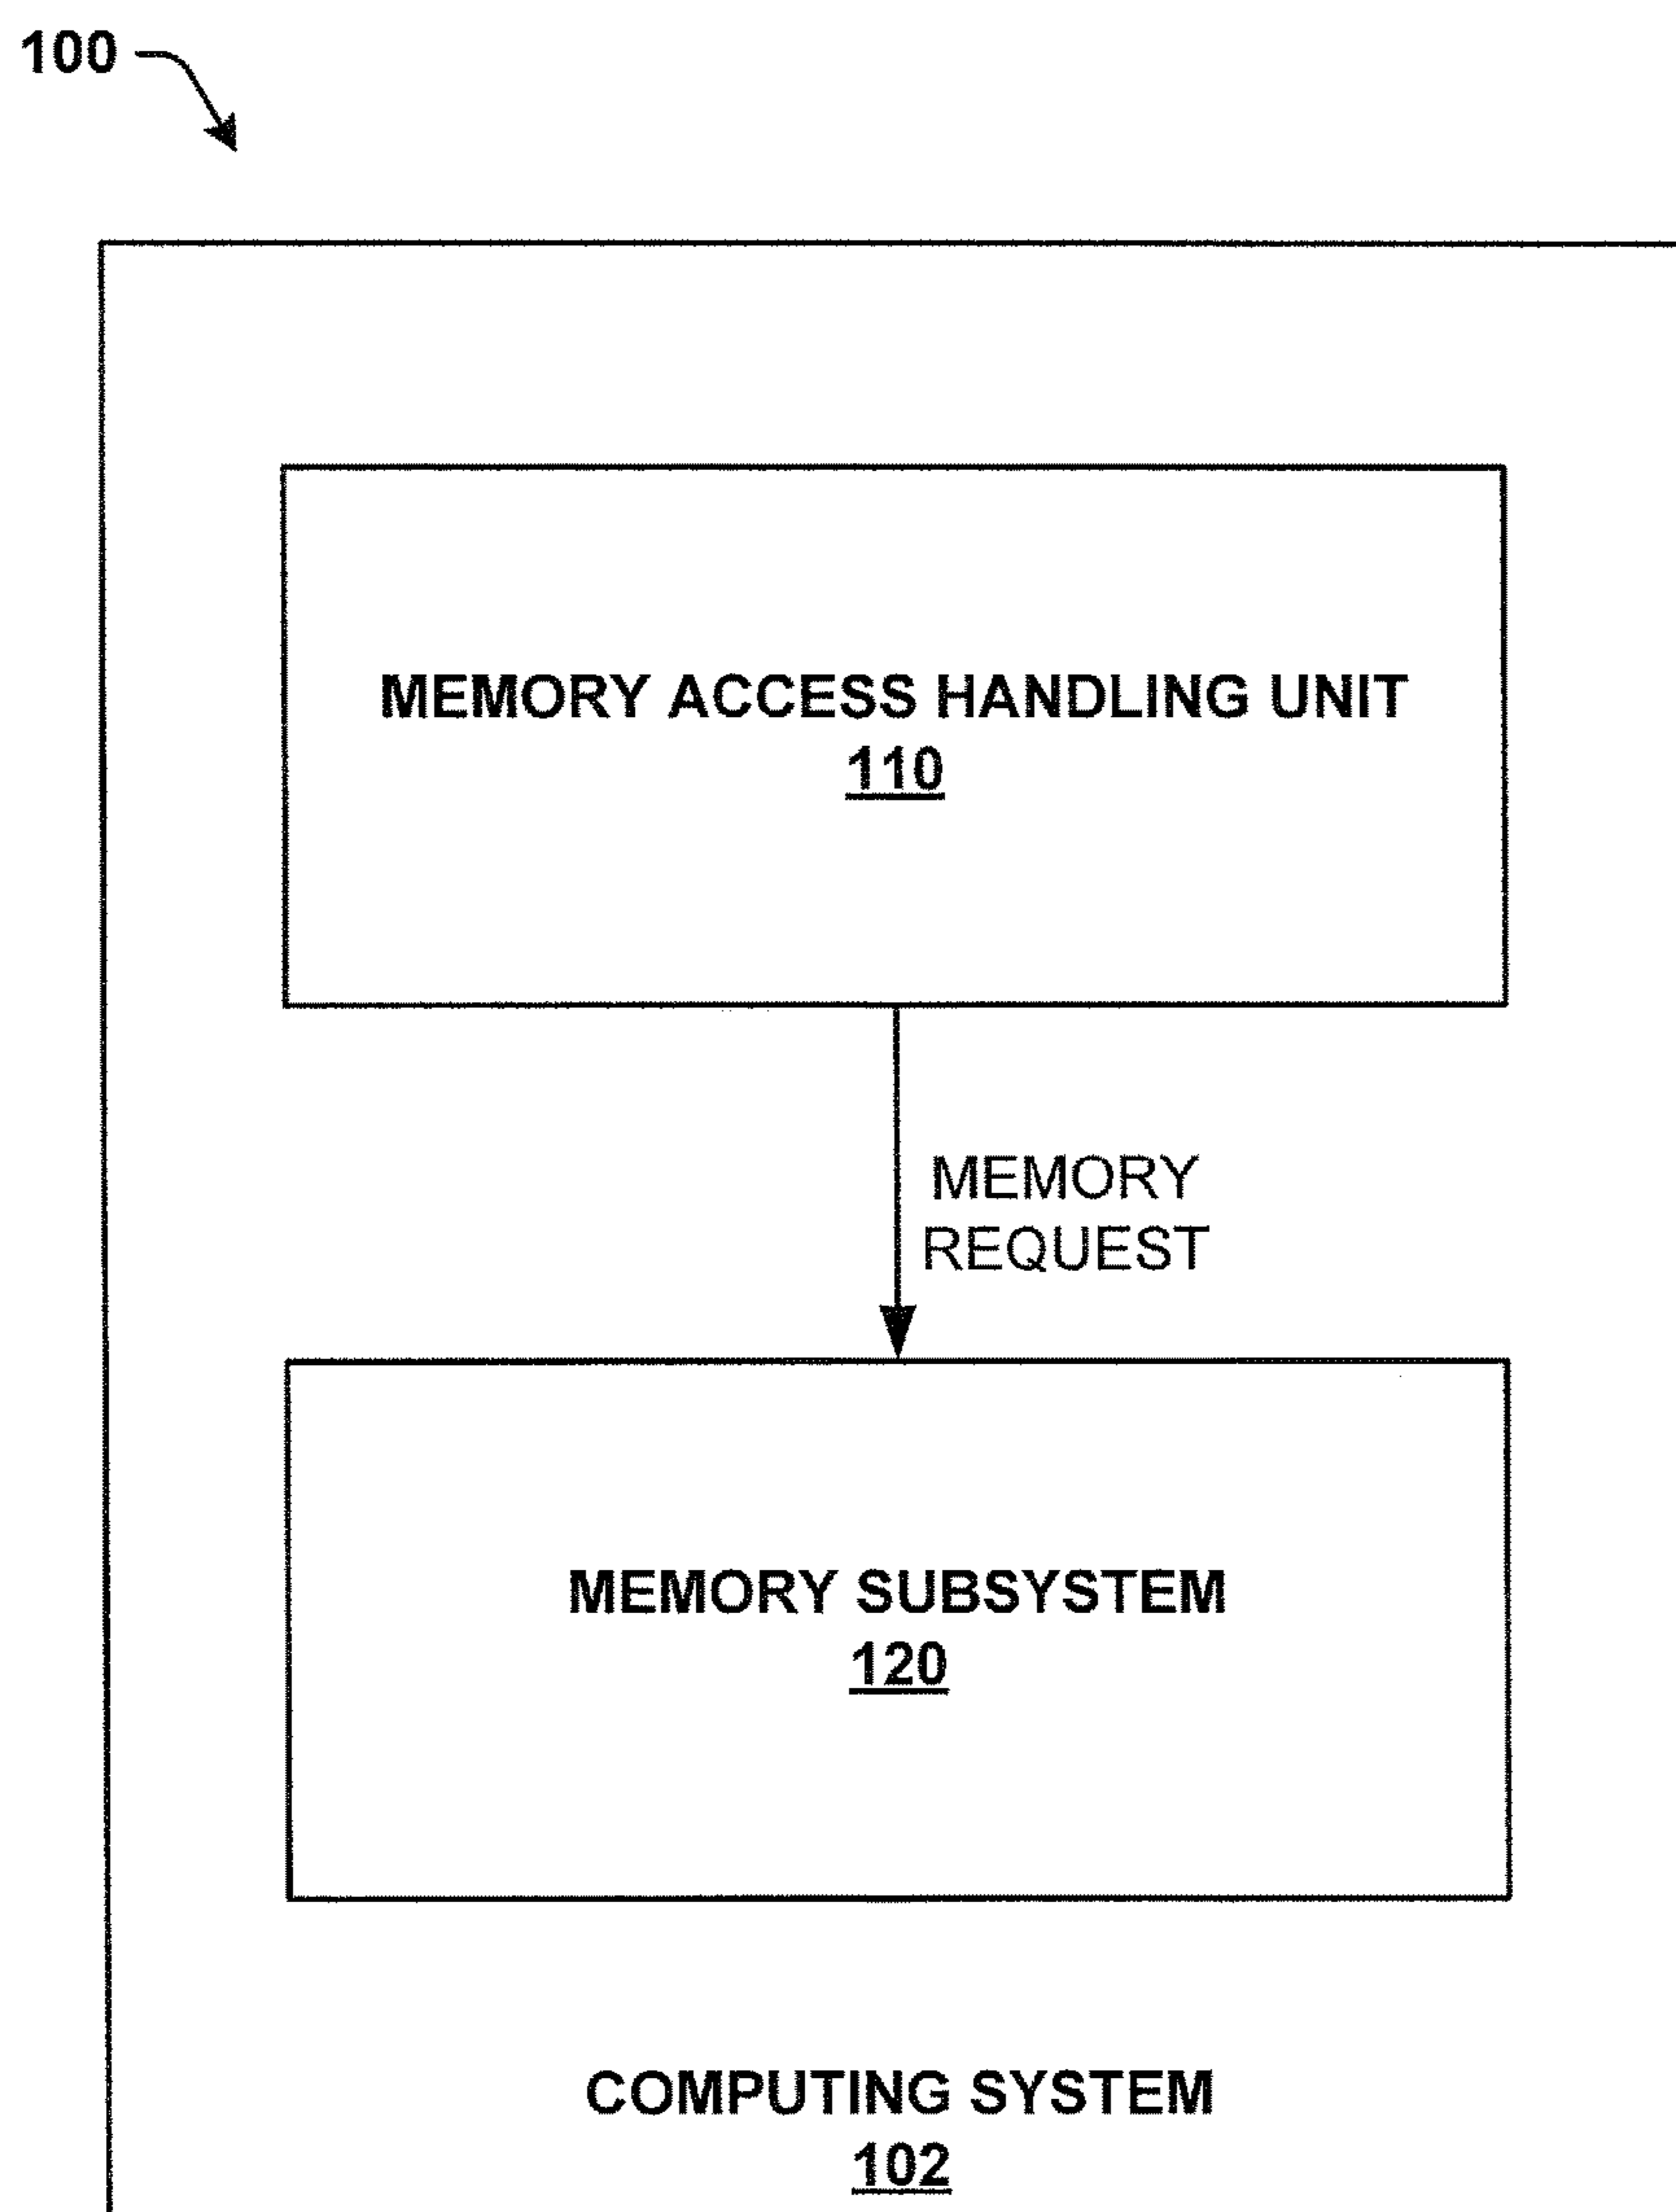 100
MEMORY ACCESS HANDLING UNIT
110
MEMORY
REQUEST
MEMORY SUBSYSTEM
120
COMPUTING SYSTEM
102